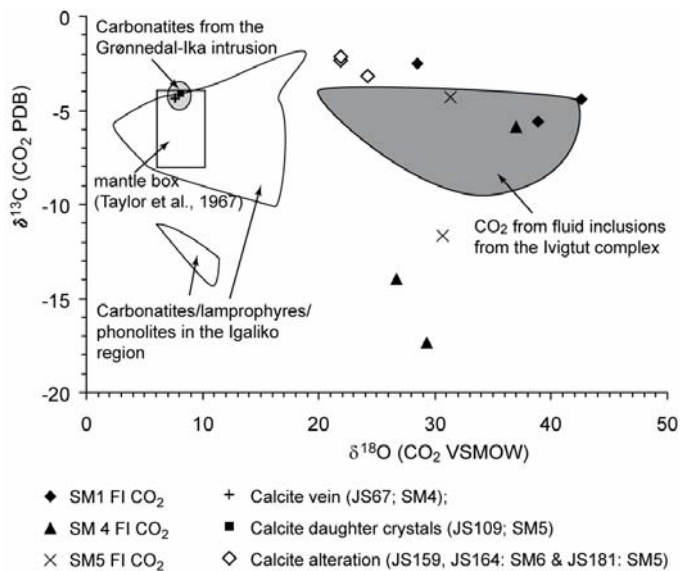 0
-5
-10
-15
-20
δ¹³C (CO₂ PDB)
Carbonatites from the
Grønnedal-Ika intrusion
mantle box
(Taylor et al., 1967)
CO₂ from fluid inclusions
from the Ivigtut complex
Carbonatites/lamprophyres/
phonolites in the Igaliko
region
0 10 20 30 40 50
δ¹⁸O (CO₂ VSMOW)
SM1 FI CO₂
Calcite vein (JS67; SM4);
SM 4 FI CO₂
Calcite daughter crystals (JS109; SM5)
SM5 FI CO₂
Calcite alteration (JS159, JS164: SM6 & JS181: SM5)